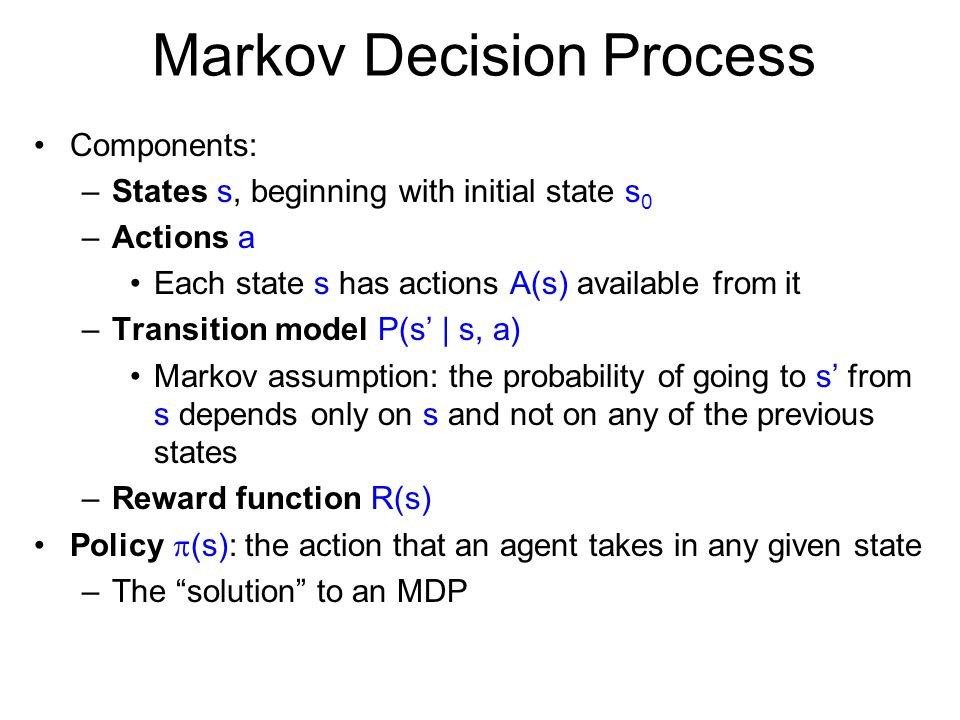 Markov Decision Process
• Components:
– States s, beginning with initial state s₀
– Actions a
• Each state s has actions A(s) available from it
– Transition model P(s’ | s, a)
• Markov assumption: the probability of going to s’ from
s depends only on s and not on any of the previous
states
– Reward function R(s)
• Policy π(s): the action that an agent takes in any given state
– The “solution” to an MDP